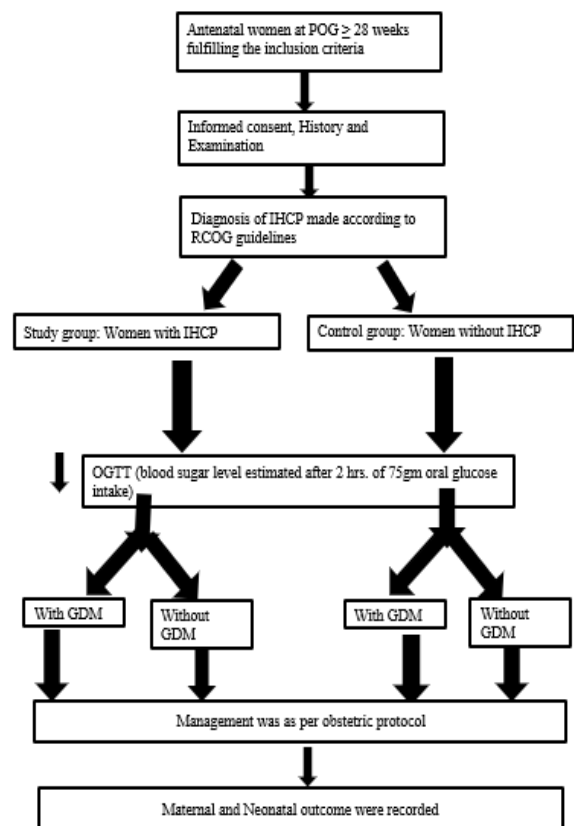 Antenatal women at POG ≥ 28 weeks
fulfilling the inclusion criteria
Informed consent, History and
Examination
Diagnosis of IHCP made according to
RCOG guidelines
Study group: Women with IHCP
Control group: Women without IHCP
OGTT (blood sugar level estimated after 2 hrs. of 75gm oral glucose
intake)
With GDM
Without
GDM
With GDM
Without
GDM
Management was as per obstetric protocol
Maternal and Neonatal outcome were recorded